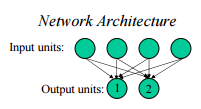 Network Architecture
Input units:
Output units: 1 2